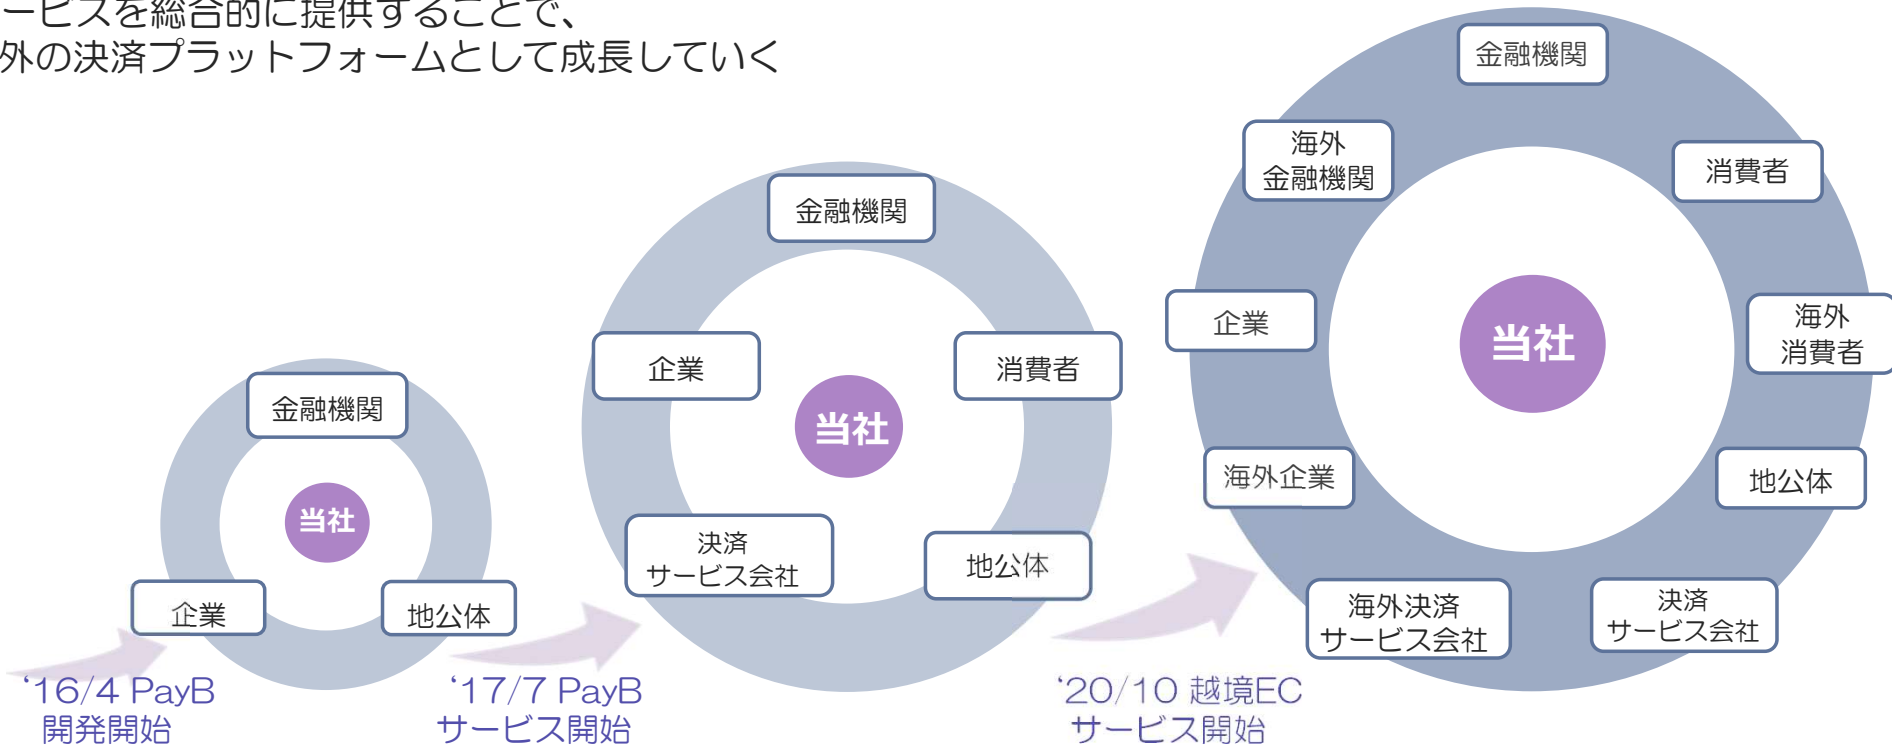 ービスを総合的に提供することで、
外の決済プラットフォームとして成長していく
金融機関
当社
企業
地公体
‘16/4 PayB
開発開始
金融機関
企業
消費者
当社
決済
サービス会社
地公体
‘17/7 PayB
サービス開始
金融機関
海外
金融機関
消費者
企業
当社
海外
消費者
海外企業
地公体
海外決済
サービス会社
決済
サービス会社
‘20/10 越境EC
サービス開始